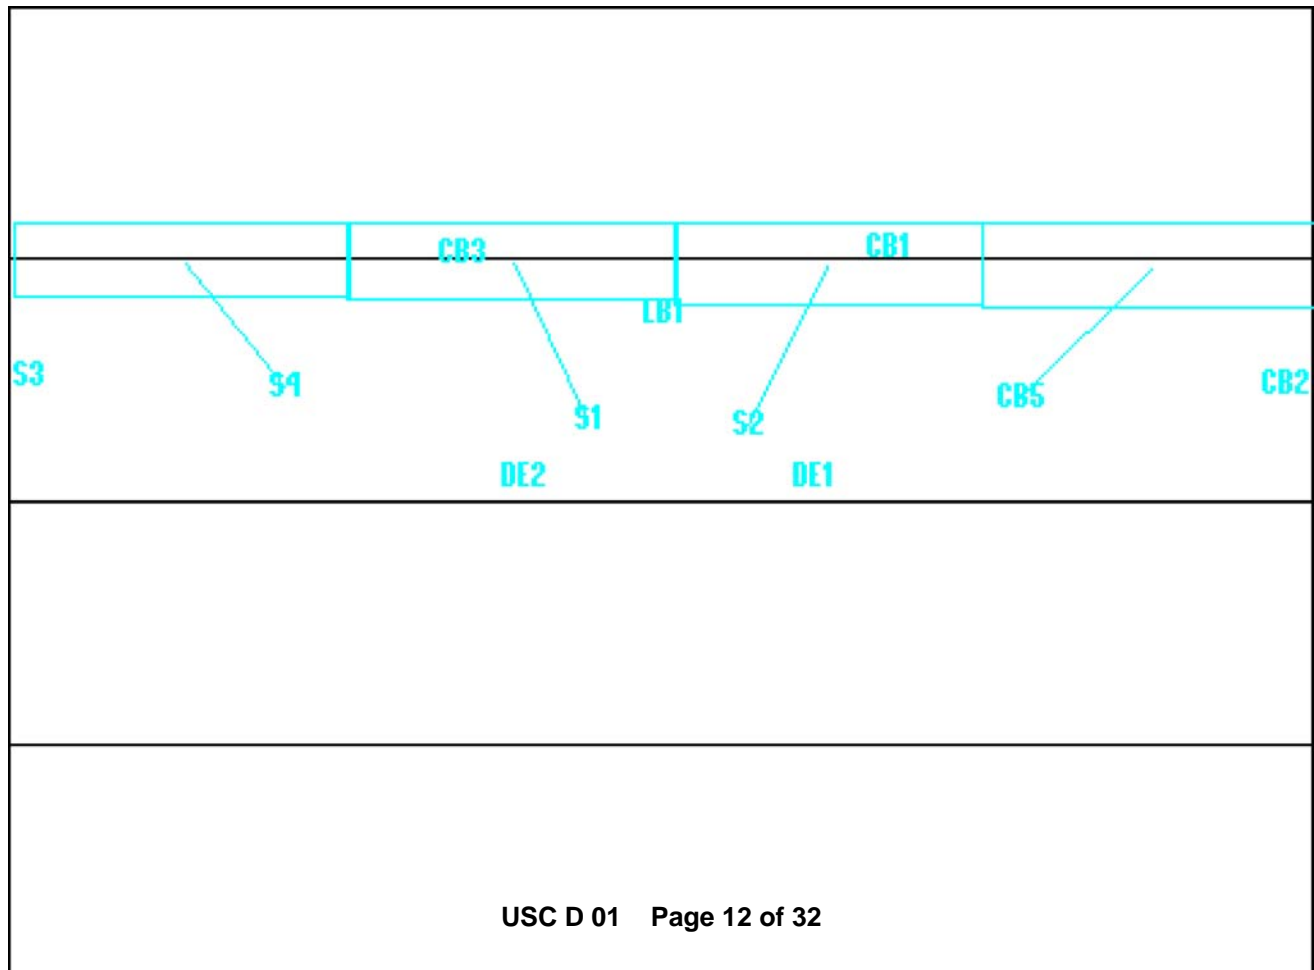 CB3 CB1
LB1
S3 S4 CB5 CB2
S1 S2
DE2 DE1
USC D 01 Page 12 of 32